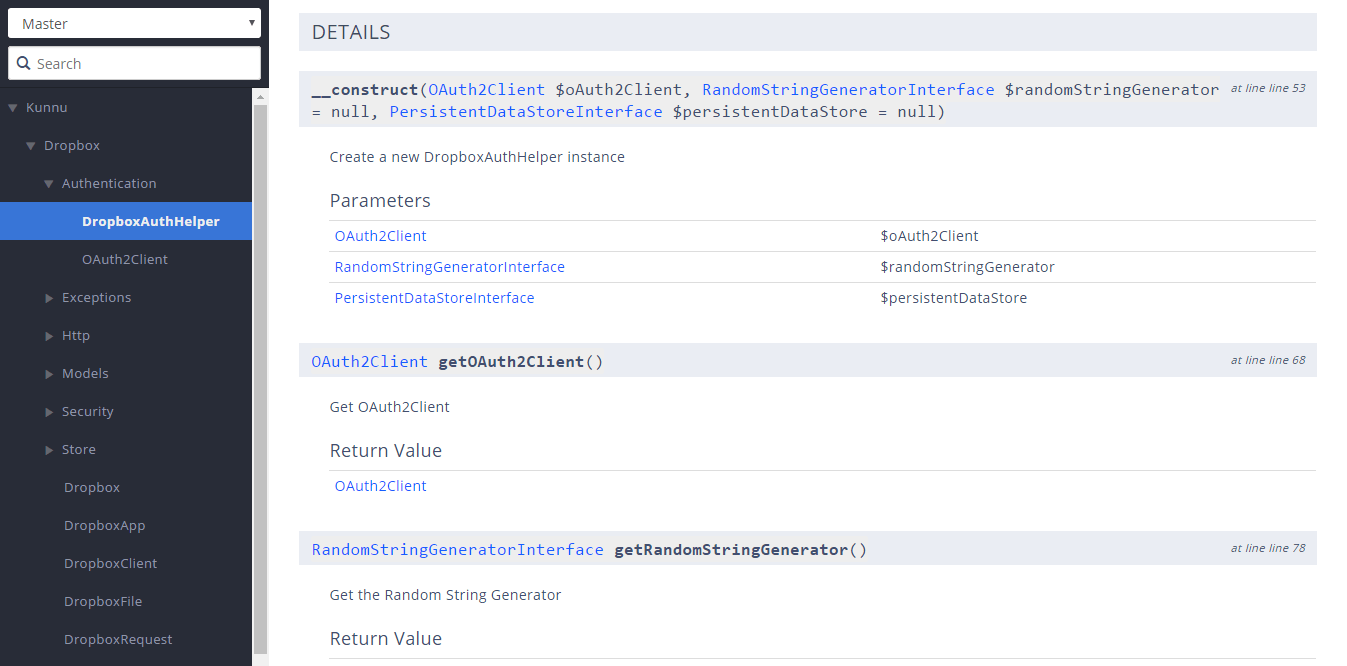 Master
Search
Kunnu
Dropbox
Authentication
DropboxAuthHelper
OAuth2Client
Exceptions
Http
Models
Security
Store
Dropbox
DropboxApp
DropboxClient
DropboxFile
DropboxRequest
DETAILS
__construct(OAuth2Client $oAuth2Client, RandomStringGeneratorInterface $randomStringGenerator at line line 53
= null, PersistentDataStoreInterface $persistentDataStore = null)
Create a new DropboxAuthHelper instance
Parameters
OAuth2Client $oAuth2Client
RandomStringGeneratorInterface $randomStringGenerator
PersistentDataStoreInterface $persistentDataStore
OAuth2Client getOAuth2Client() at line line 68
Get OAuth2Client
Return Value
OAuth2Client
RandomStringGeneratorInterface getRandomStringGenerator() at line line 78
Get the Random String Generator
Return Value